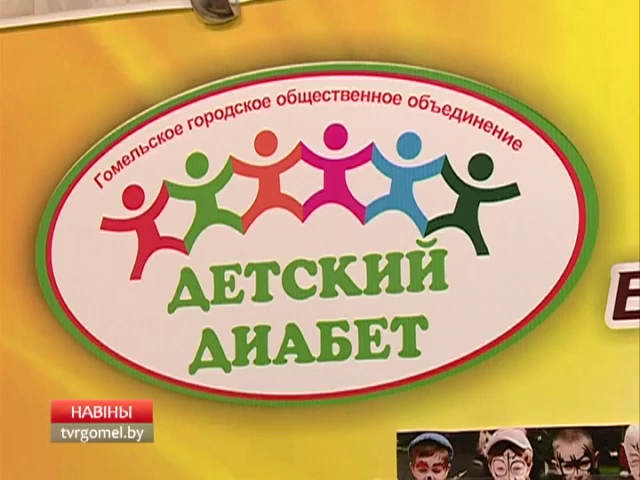 Гомельское городское общественное объединение
ДЕТСКИЙ
ДИАБЕТ
НАВІНЫ
tvrgomel.by